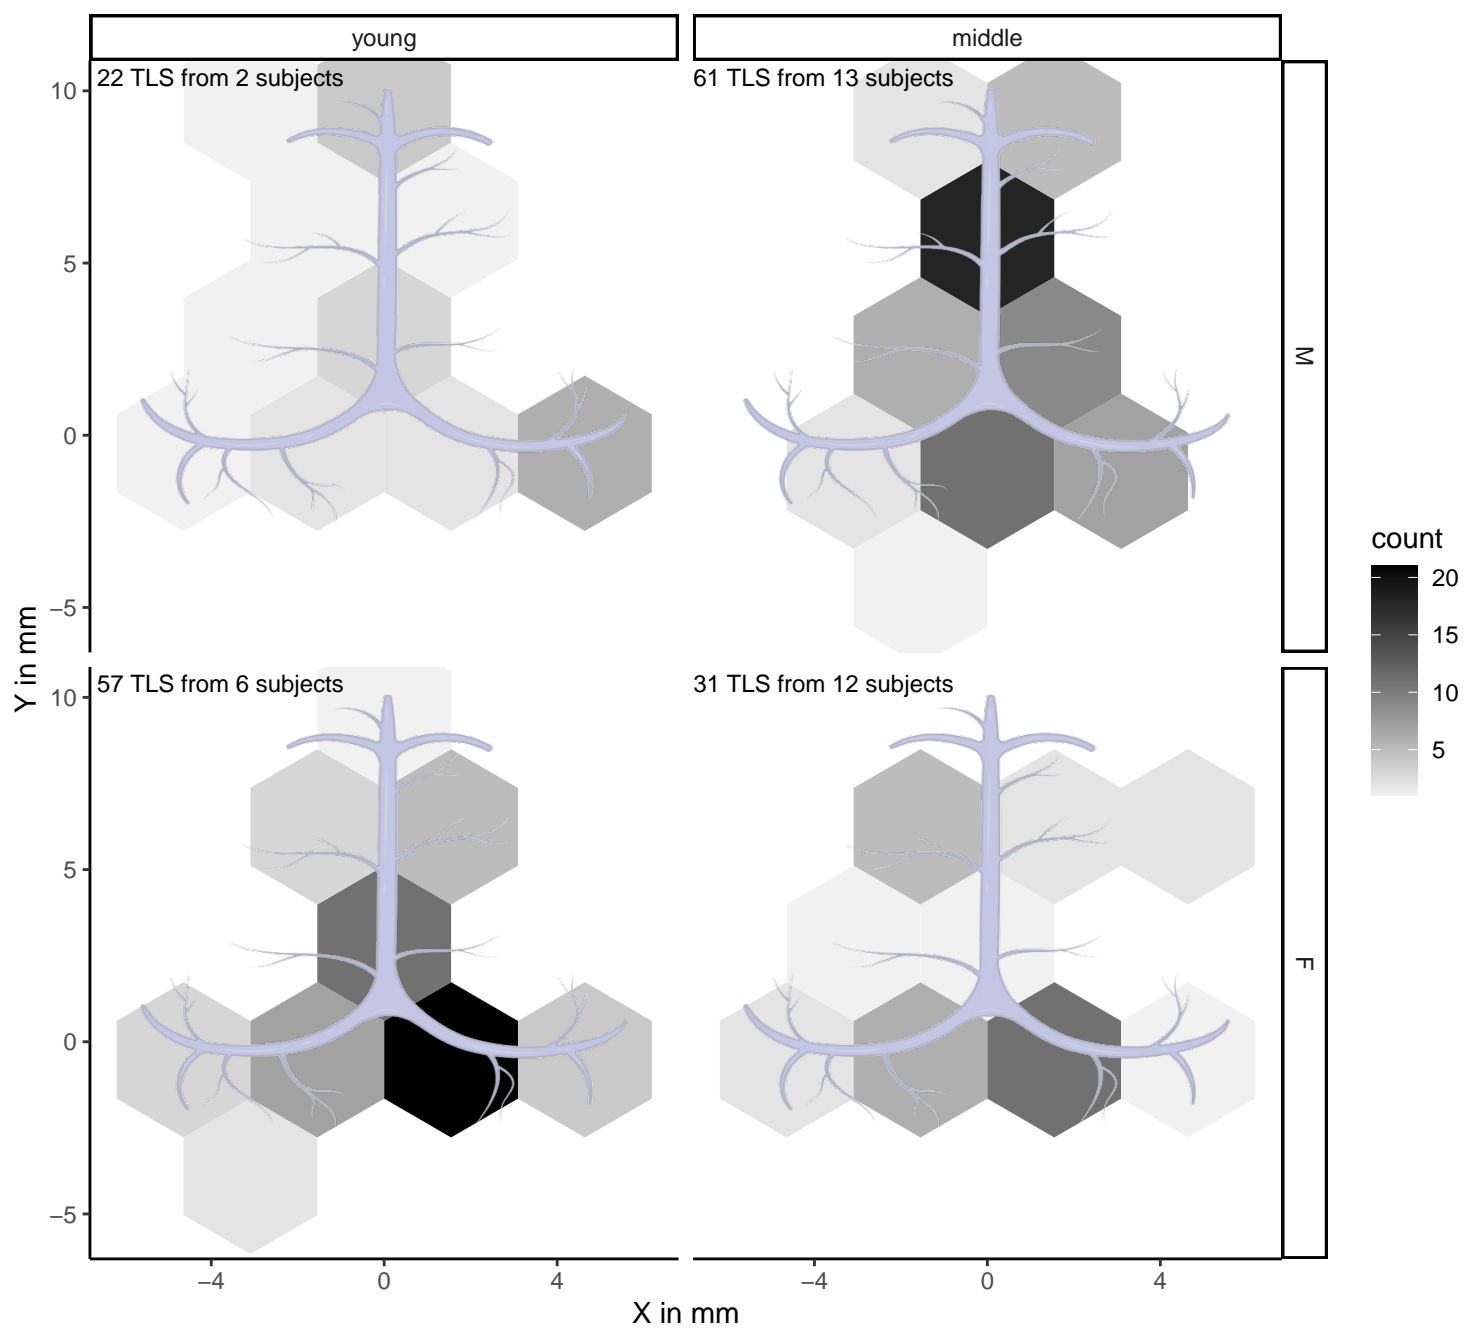 young
middle
22 TLS from 2 subjects
61 TLS from 13 subjects
10
5
0
−5
M
57 TLS from 6 subjects
31 TLS from 12 subjects
10
5
0
−5
F
−4
0
4
−4
0
4
X in mm
Y in mm
count
20
15
10
5